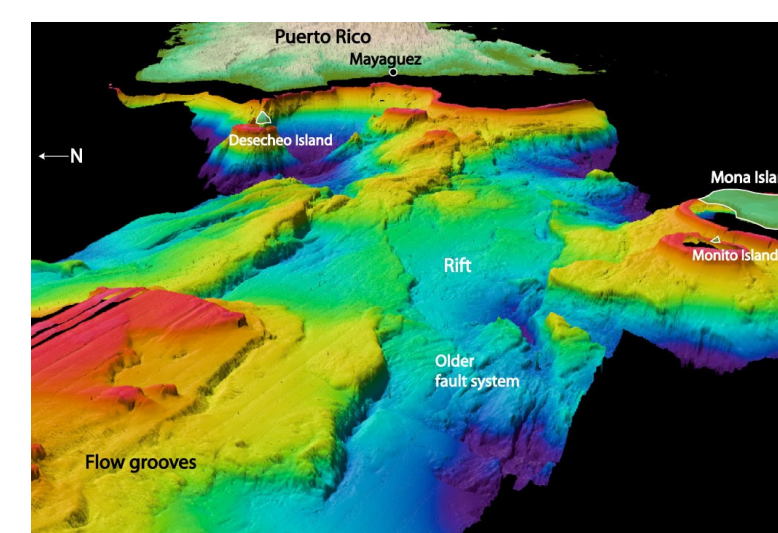 Puerto Rico
Mayaguez
Desecheo Island
N
Mona Isla
Monito Island
Rift
Older
fault system
Flow grooves